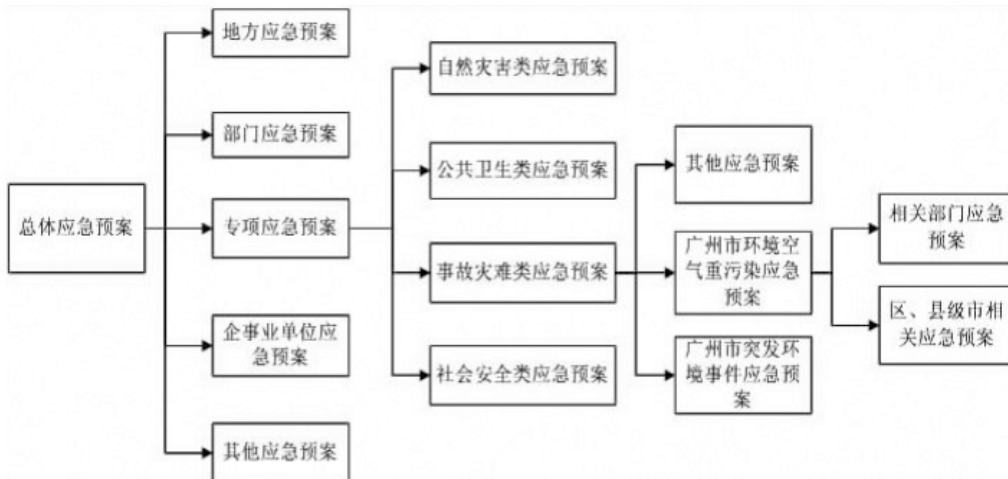 总体应急预案
地方应急预案
部门应急预案
专项应急预案
企事业单位应
急预案
其他应急预案
自然灾害类应急预案
公共卫生类应急预案
事故灾难类应急预案
社会安全类应急预案
其他应急预案
广州市环境空
气重污染应急
预案
广州市突发环
境事件应急预
案
相关部门应急
预案
区、县级市相
关应急预案